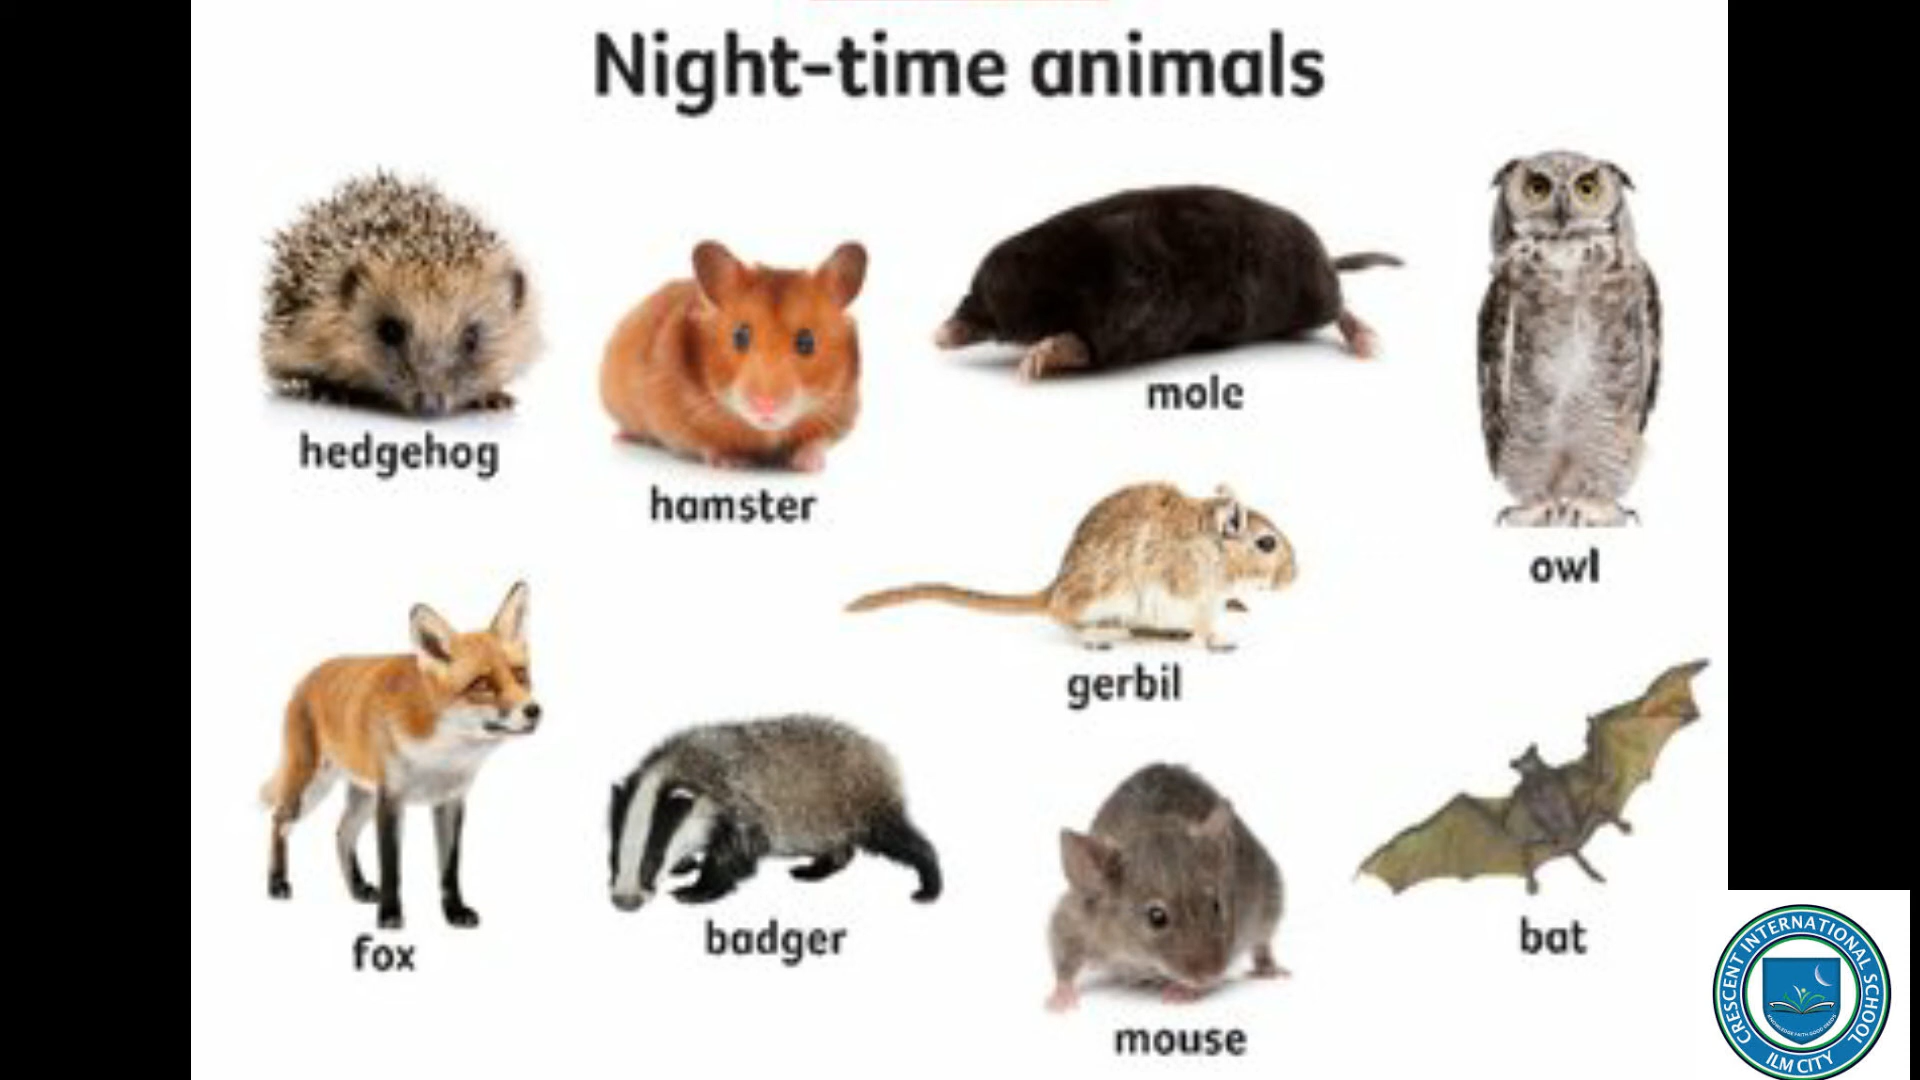 Night-time animals
hedgehog
hamster
mole
owl
gerbil
fox
badger
mouse
bat
CRESCENT INTERNATIONAL SCHOOL
ILM CITY